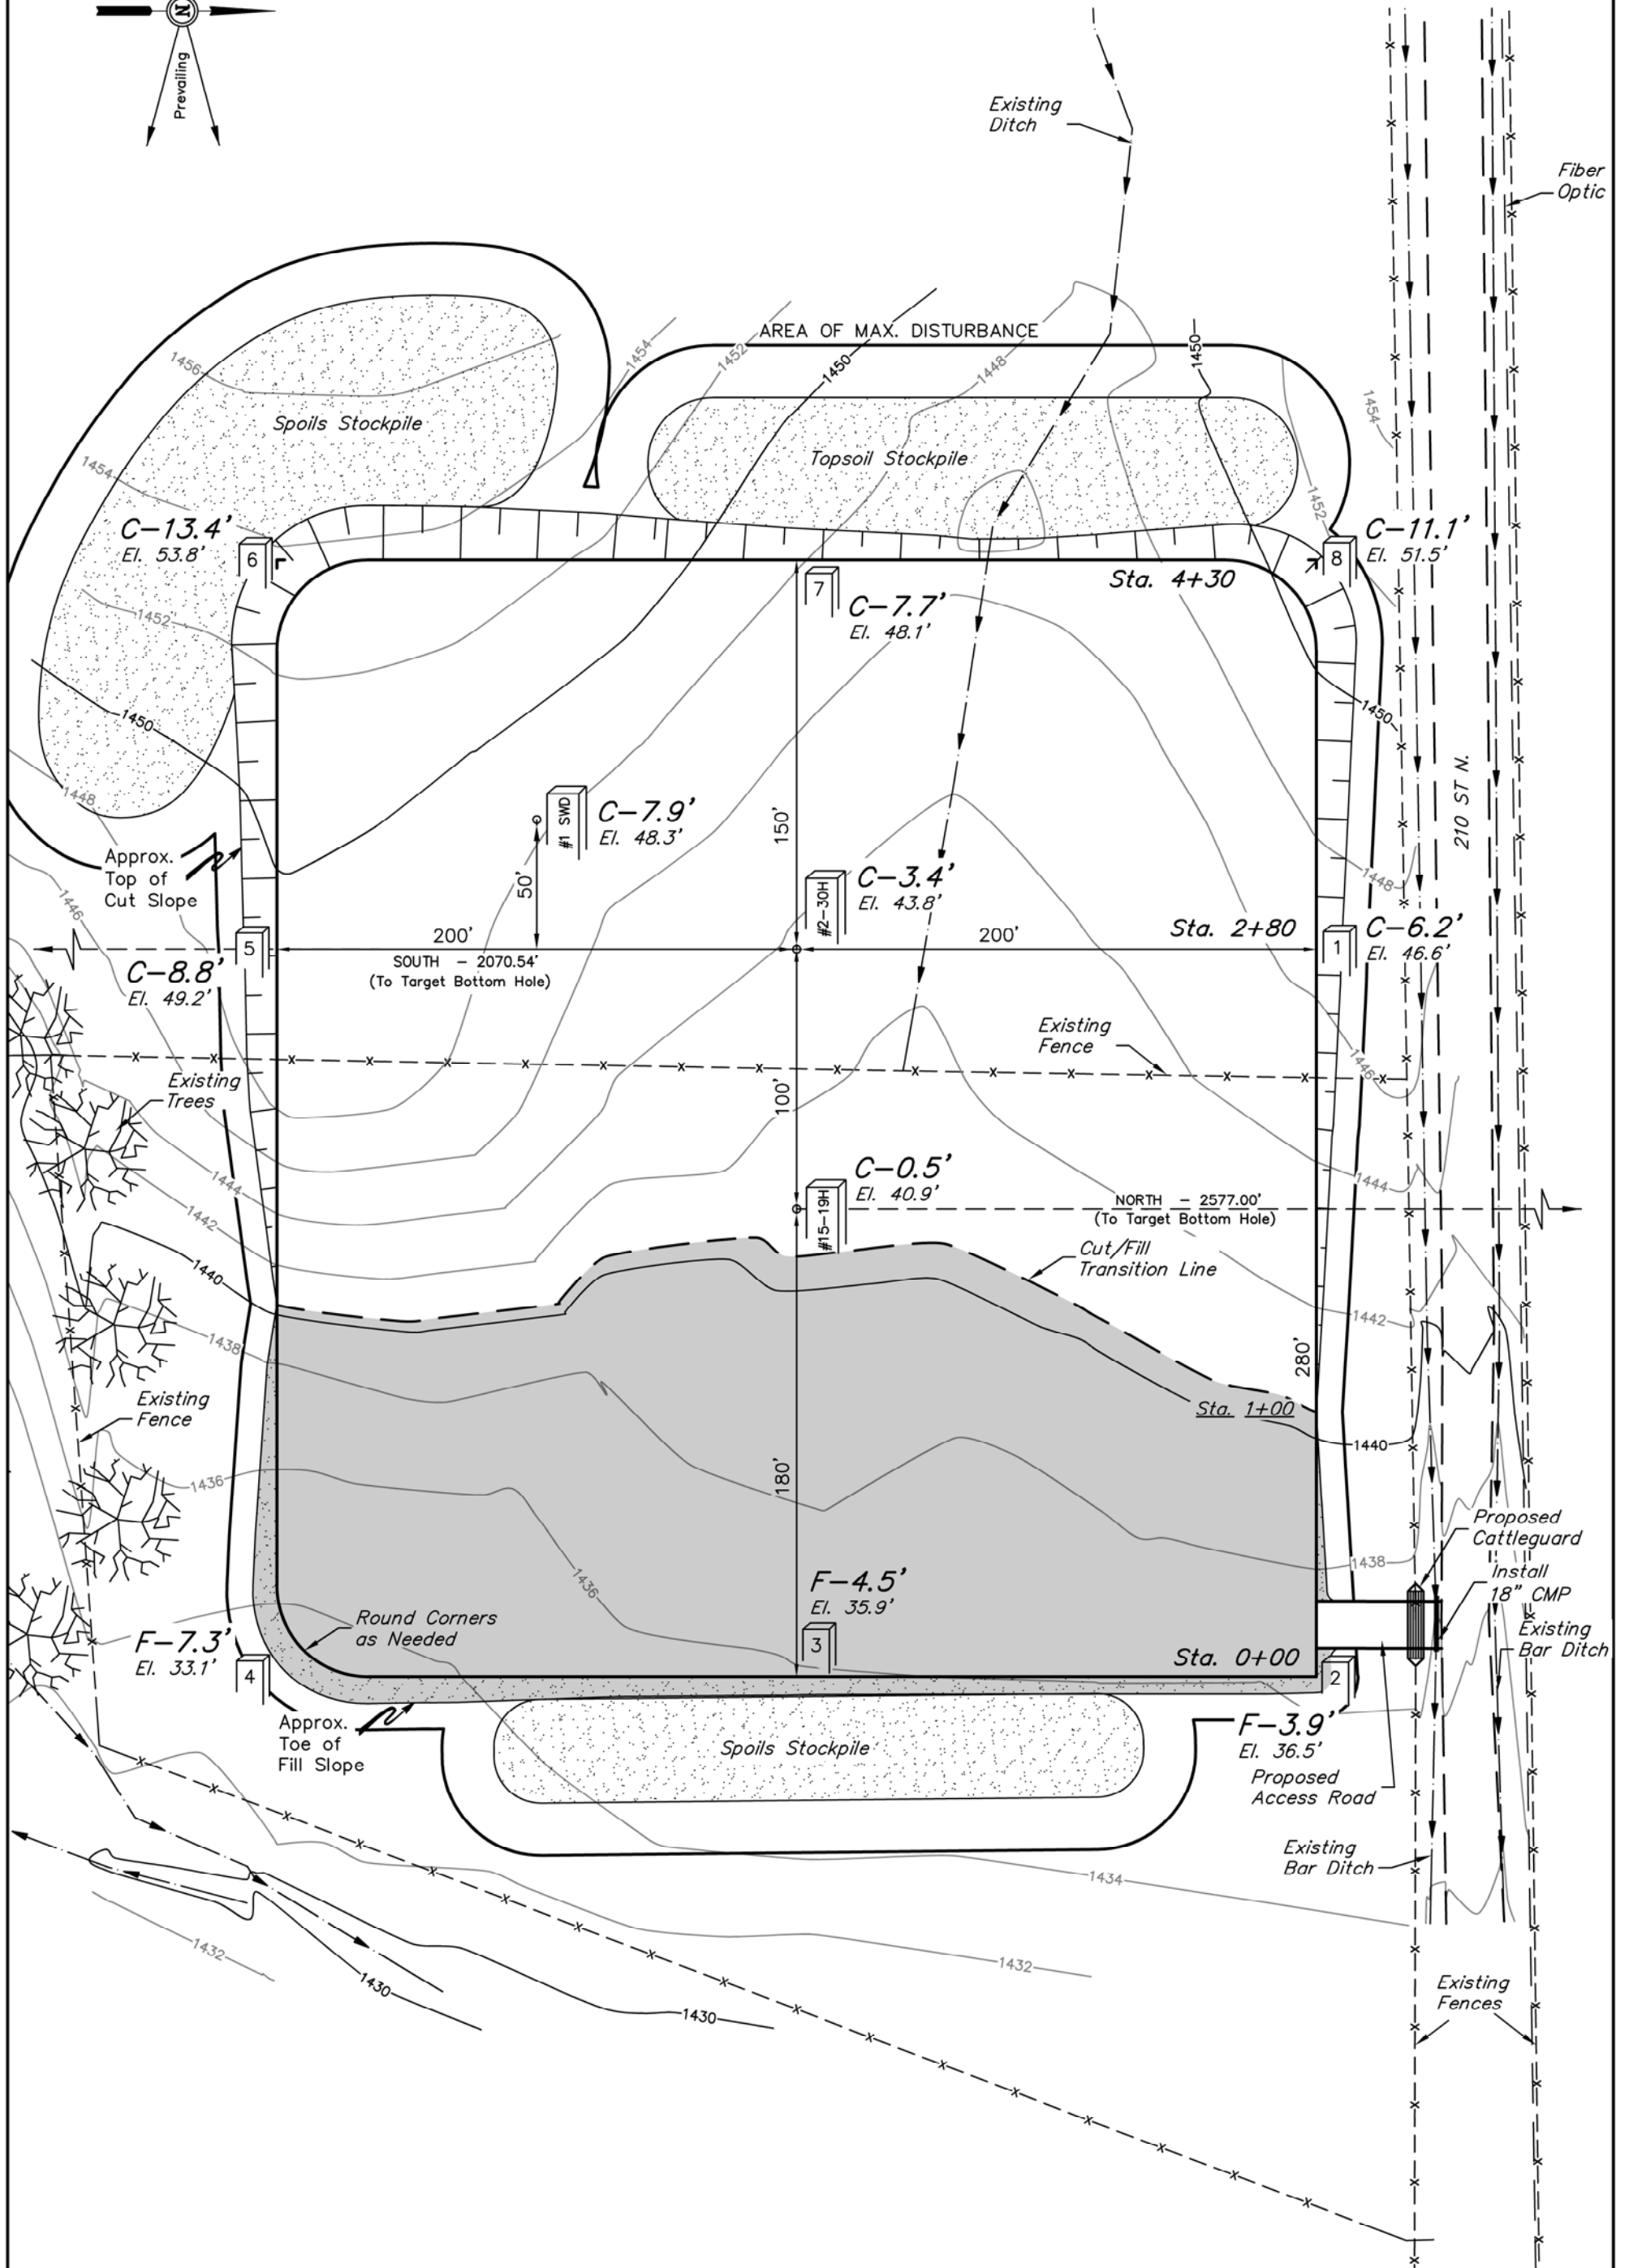 N
Prevailing
Existing
Ditch
Fiber
Optic
AREA OF MAX. DISTURBANCE
1456
1454
1452
1450
1448
1450
1454
Spoils Stockpile
Topsoil Stockpile
1454
1452
C-13.4'
El. 53.8'
6
8
C-11.1'
El. 51.5'
Sta. 4+30
7
C-7.7'
El. 48.1'
1452
1450
1450
1448
210 ST N.
#1 SWD
C-7.9'
El. 48.3'
150'
Approx.
Top of
Cut Slope
50'
#2-30H
C-3.4'
El. 43.8'
1448
1446
5
200'
200'
Sta. 2+80
1
C-6.2'
El. 46.6'
C-8.8'
El. 49.2'
SOUTH - 2070.54'
(To Target Bottom Hole)
Existing
Fence
1446
Existing
Trees
100'
1444
1442
C-0.5'
El. 40.9'
#15-19H
NORTH - 2577.00'
(To Target Bottom Hole)
1444
Cut/Fill
Transition Line
1440
1438
1442
280'
Existing
Fence
Sta. 1+00
1440
1436
180'
Proposed
Cattleguard
1438
Install
18" CMP
1436
F-4.5'
El. 35.9'
3
Round Corners
as Needed
Existing
Bar Ditch
F-7.3'
El. 33.1'
4
Sta. 0+00
2
Approx.
Toe of
Fill Slope
Spoils Stockpile
F-3.9'
El. 36.5'
Proposed
Access Road
Existing
Bar Ditch
1434
1432
1430
1432
1430
Existing
Fences